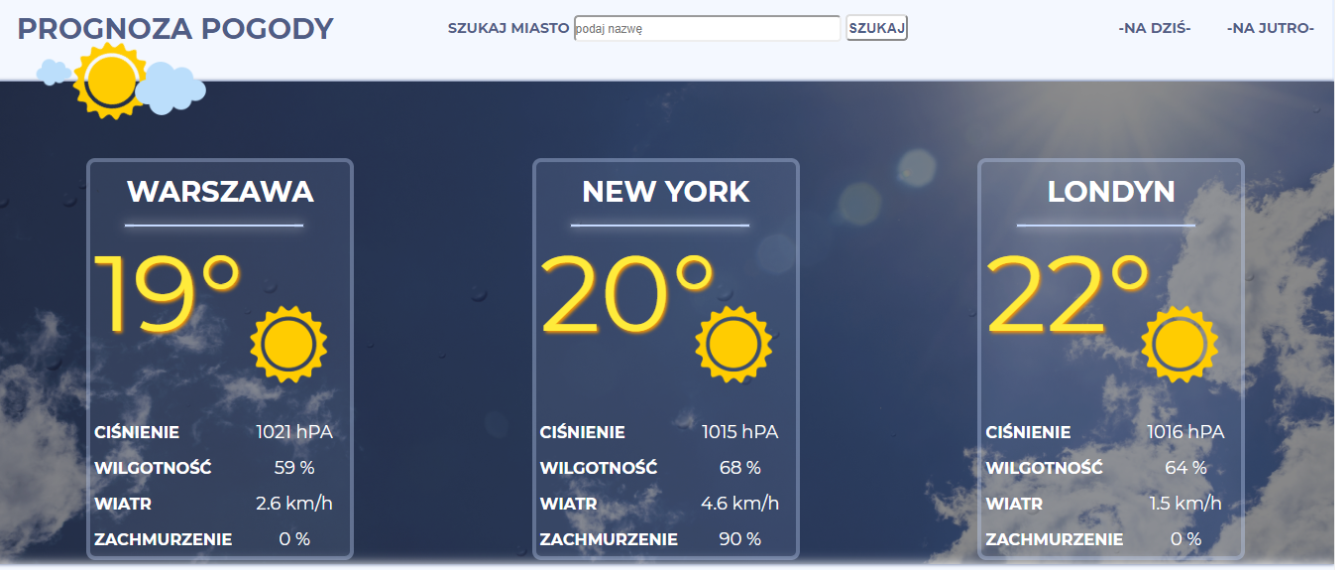 PROGNOZA POGODY
SZUKAJ MIASTO podaj nazwę SZUKAJ
-NA DZIŚ- -NA JUTRO-
WARSZAWA
19°
CIŚNIENIE 1021 hPA
WILGOTNOŚĆ 59 %
WIATR 2.6 km/h
ZACHMURZENIE 0 %
NEW YORK
20°
CIŚNIENIE 1015 hPA
WILGOTNOŚĆ 68 %
WIATR 4.6 km/h
ZACHMURZENIE 90 %
LONDYN
22°
CIŚNIENIE 1016 hPA
WILGOTNOŚĆ 64 %
WIATR 1.5 km/h
ZACHMURZENIE 0 %